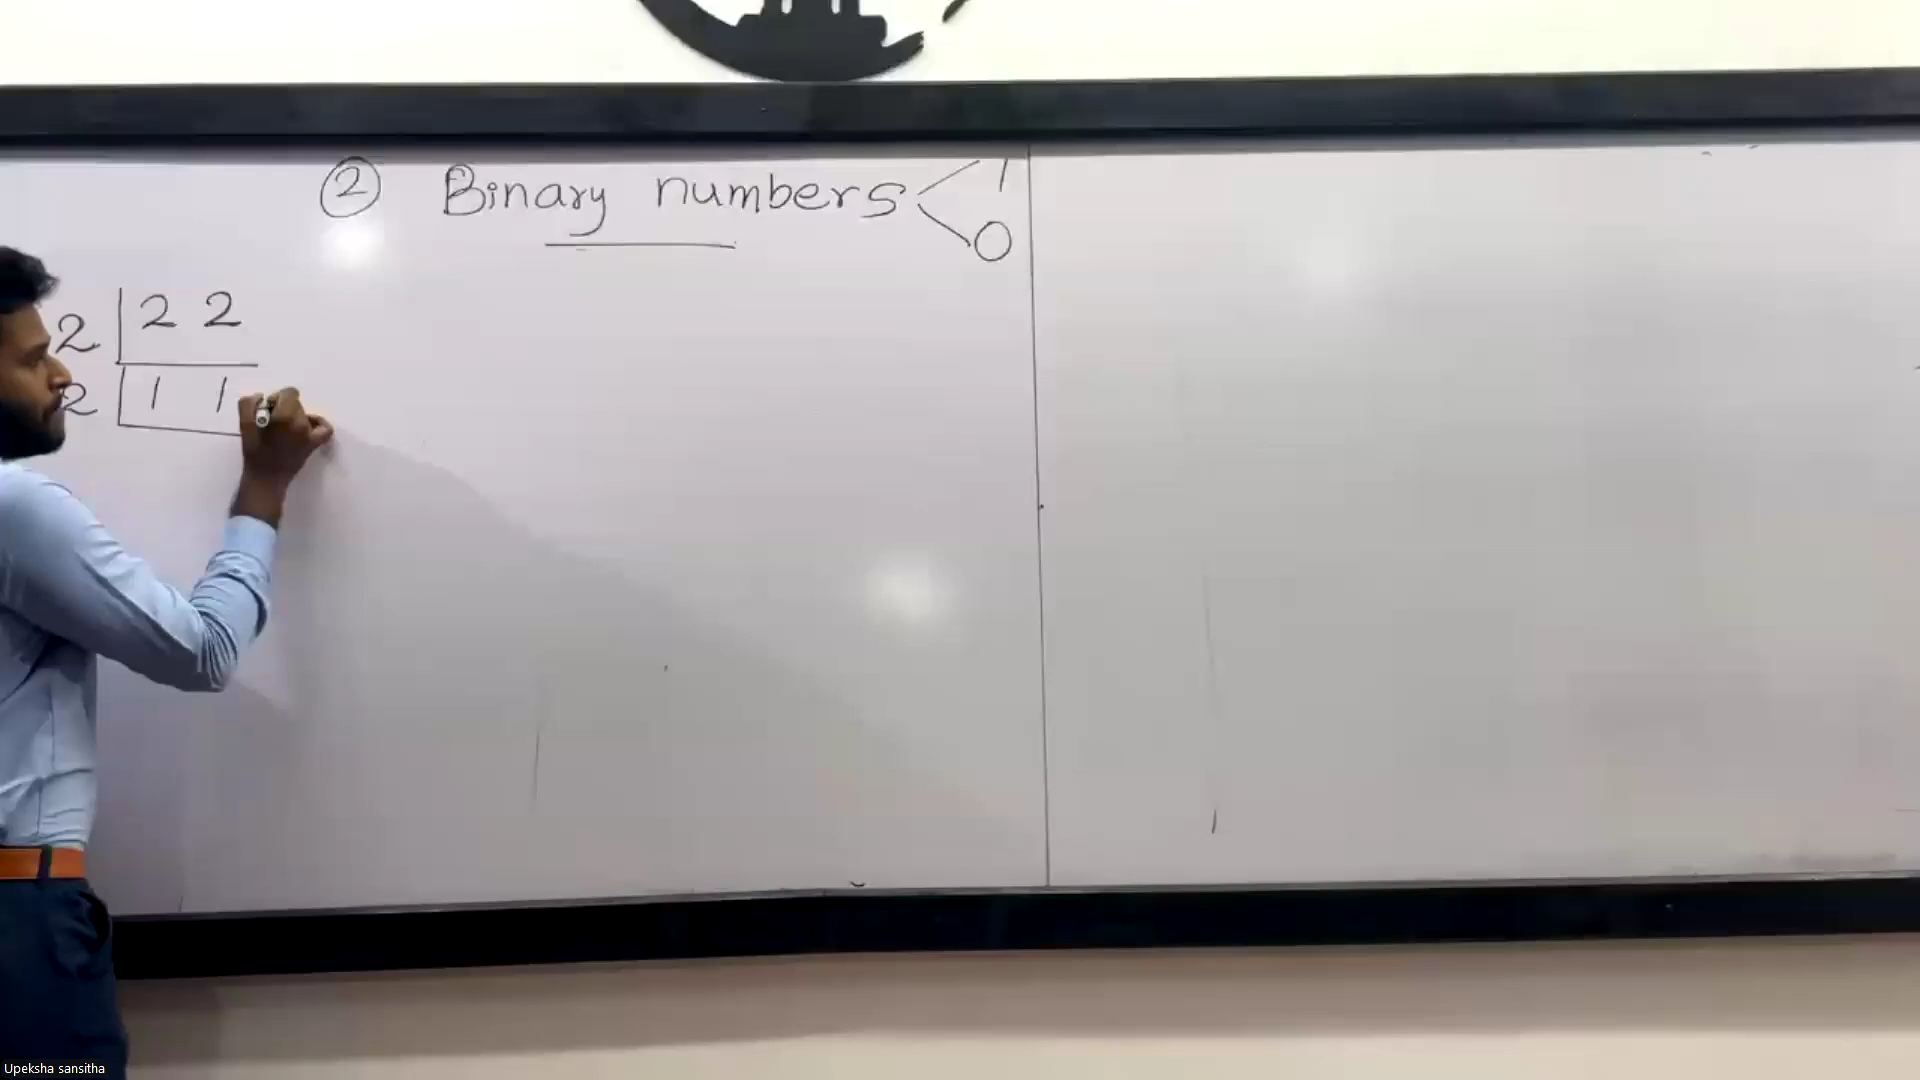 ② Binary numbers < 1
0
2 | 2 2
2 | 1 1
Upeksha sansitha